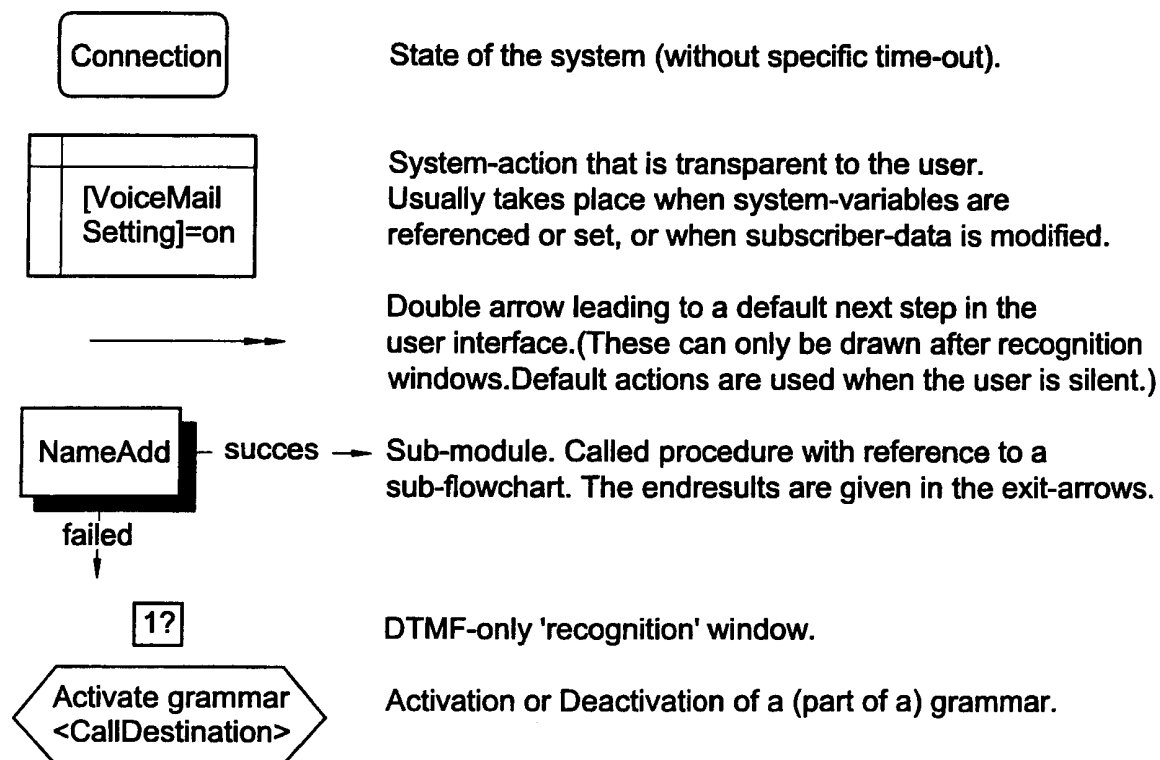 Connection
State of the system (without specific time-out).
[VoiceMail
Setting]=on
System-action that is transparent to the user.
Usually takes place when system-variables are
referenced or set, or when subscriber-data is modified.
Double arrow leading to a default next step in the
user interface.(These can only be drawn after recognition
windows.Default actions are used when the user is silent.)
NameAdd
succes
failed
Sub-module. Called procedure with reference to a
sub-flowchart. The endresults are given in the exit-arrows.
1?
DTMF-only 'recognition' window.
Activate grammar
<CallDestination>
Activation or Deactivation of a (part of a) grammar.